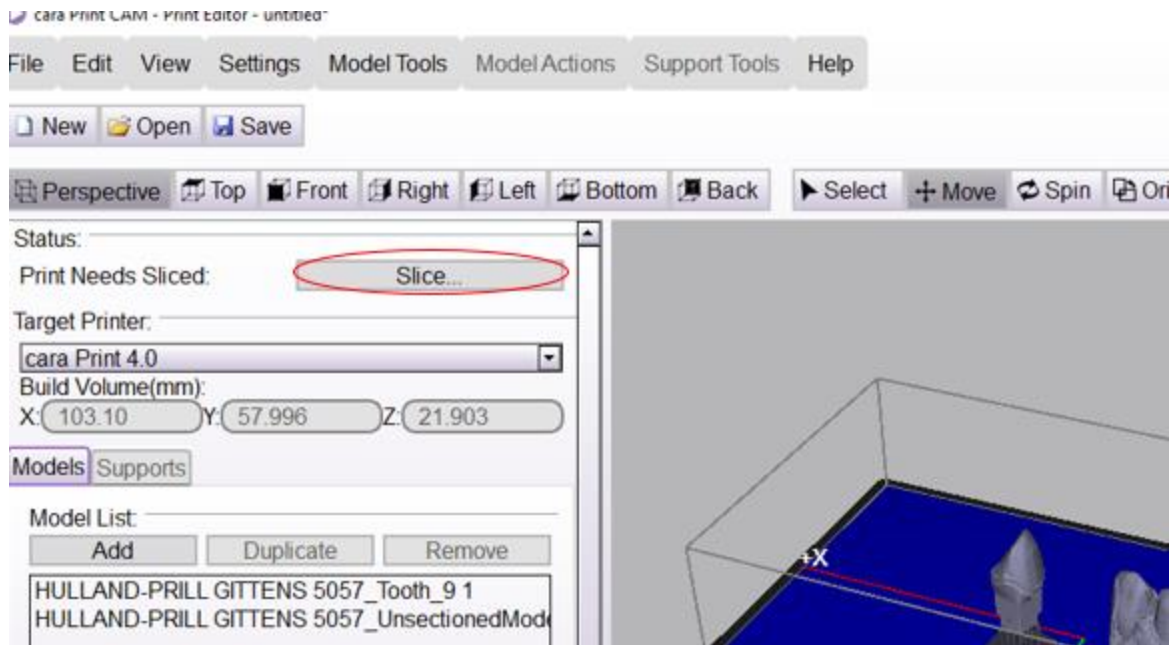 cara Print CAM - Print Editor - untitled*
File Edit View Settings Model Tools Model Actions Support Tools Help
New Open Save
Perspective Top Front Right Left Bottom Back Select Move Spin Ori
Status:
Print Needs Sliced: Slice...
Target Printer:
cara Print 4.0
Build Volume(mm):
X: 103.10 Y: 57.996 Z: 21.903
Models Supports
Model List:
Add Duplicate Remove
HULLAND-PRILL GITTENS 5057_Tooth_9 1
HULLAND-PRILL GITTENS 5057_UnsectionedMode
+X